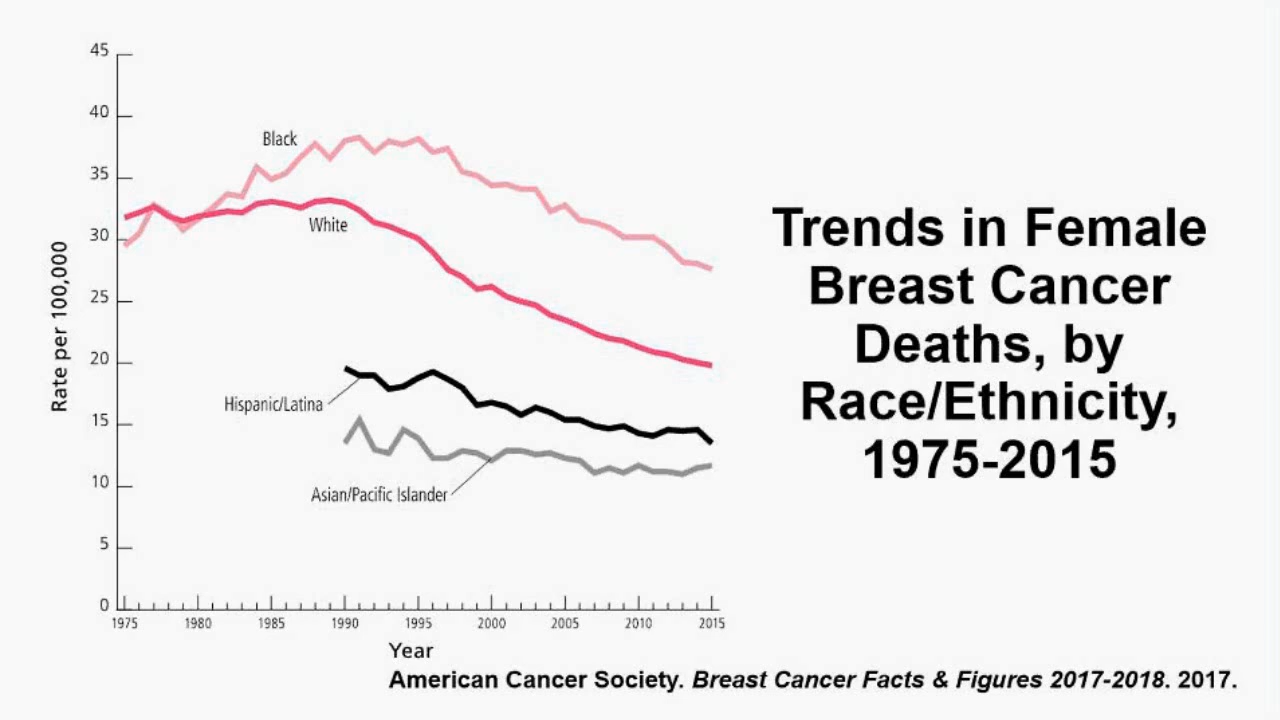 45
40
35
30
25
20
15
10
5
0
Rate per 100,000
Black
White
Hispanic/Latina
Asian/Pacific Islander
1975 1980 1985 1990 1995 2000 2005 2010 2015
Year
Trends in Female
Breast Cancer
Deaths, by
Race/Ethnicity,
1975-2015
American Cancer Society. Breast Cancer Facts & Figures 2017-2018. 2017.